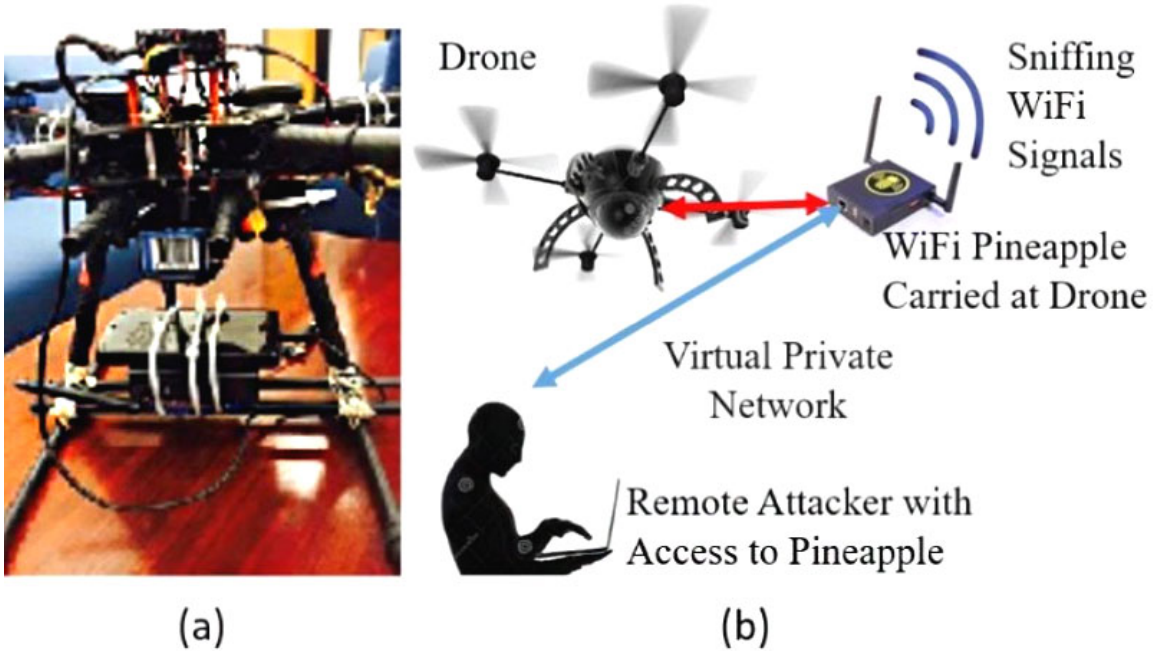 Drone
Sniffing
WiFi
Signals
WiFi Pineapple
Carried at Drone
Virtual Private
Network
Remote Attacker with
Access to Pineapple
(a)
(b)